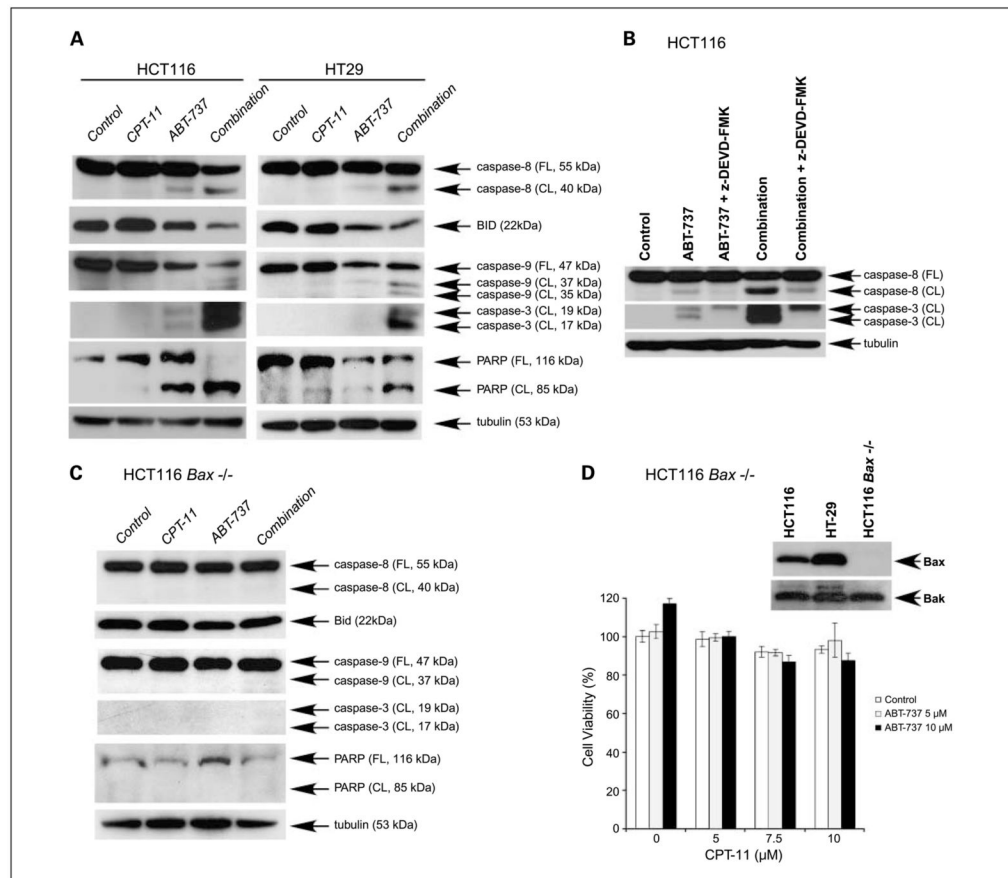 A
HCT116
HT29
Control
CPT-11
ABT-737
Combination
Control
CPT-11
ABT-737
Combination
caspase-8 (FL, 55 kDa)
caspase-8 (CL, 40 kDa)
BID (22kDa)
caspase-9 (FL, 47 kDa)
caspase-9 (CL, 37 kDa)
caspase-9 (CL, 35 kDa)
caspase-3 (CL, 19 kDa)
caspase-3 (CL, 17 kDa)
PARP (FL, 116 kDa)
PARP (CL, 85 kDa)
tubulin (53 kDa)
B
HCT116
Control
ABT-737
ABT-737 + z-DEVD-FMK
Combination
Combination + z-DEVD-FMK
caspase-8 (FL)
caspase-8 (CL)
caspase-3 (CL)
caspase-3 (CL)
tubulin
C
HCT116 Bax -/-
Control
CPT-11
ABT-737
Combination
caspase-8 (FL, 55 kDa)
caspase-8 (CL, 40 kDa)
Bid (22kDa)
caspase-9 (FL, 47 kDa)
caspase-9 (CL, 37 kDa)
caspase-3 (CL, 19 kDa)
caspase-3 (CL, 17 kDa)
PARP (FL, 116 kDa)
PARP (CL, 85 kDa)
tubulin (53 kDa)
D
HCT116 Bax -/-
HCT116
HT-29
HCT116 Bax -/-
Bax
Bak
120
100
80
60
40
20
0
Cell Viability (%)
Control
ABT-737 5 µM
ABT-737 10 µM
0
5
7.5
10
CPT-11 (µM)